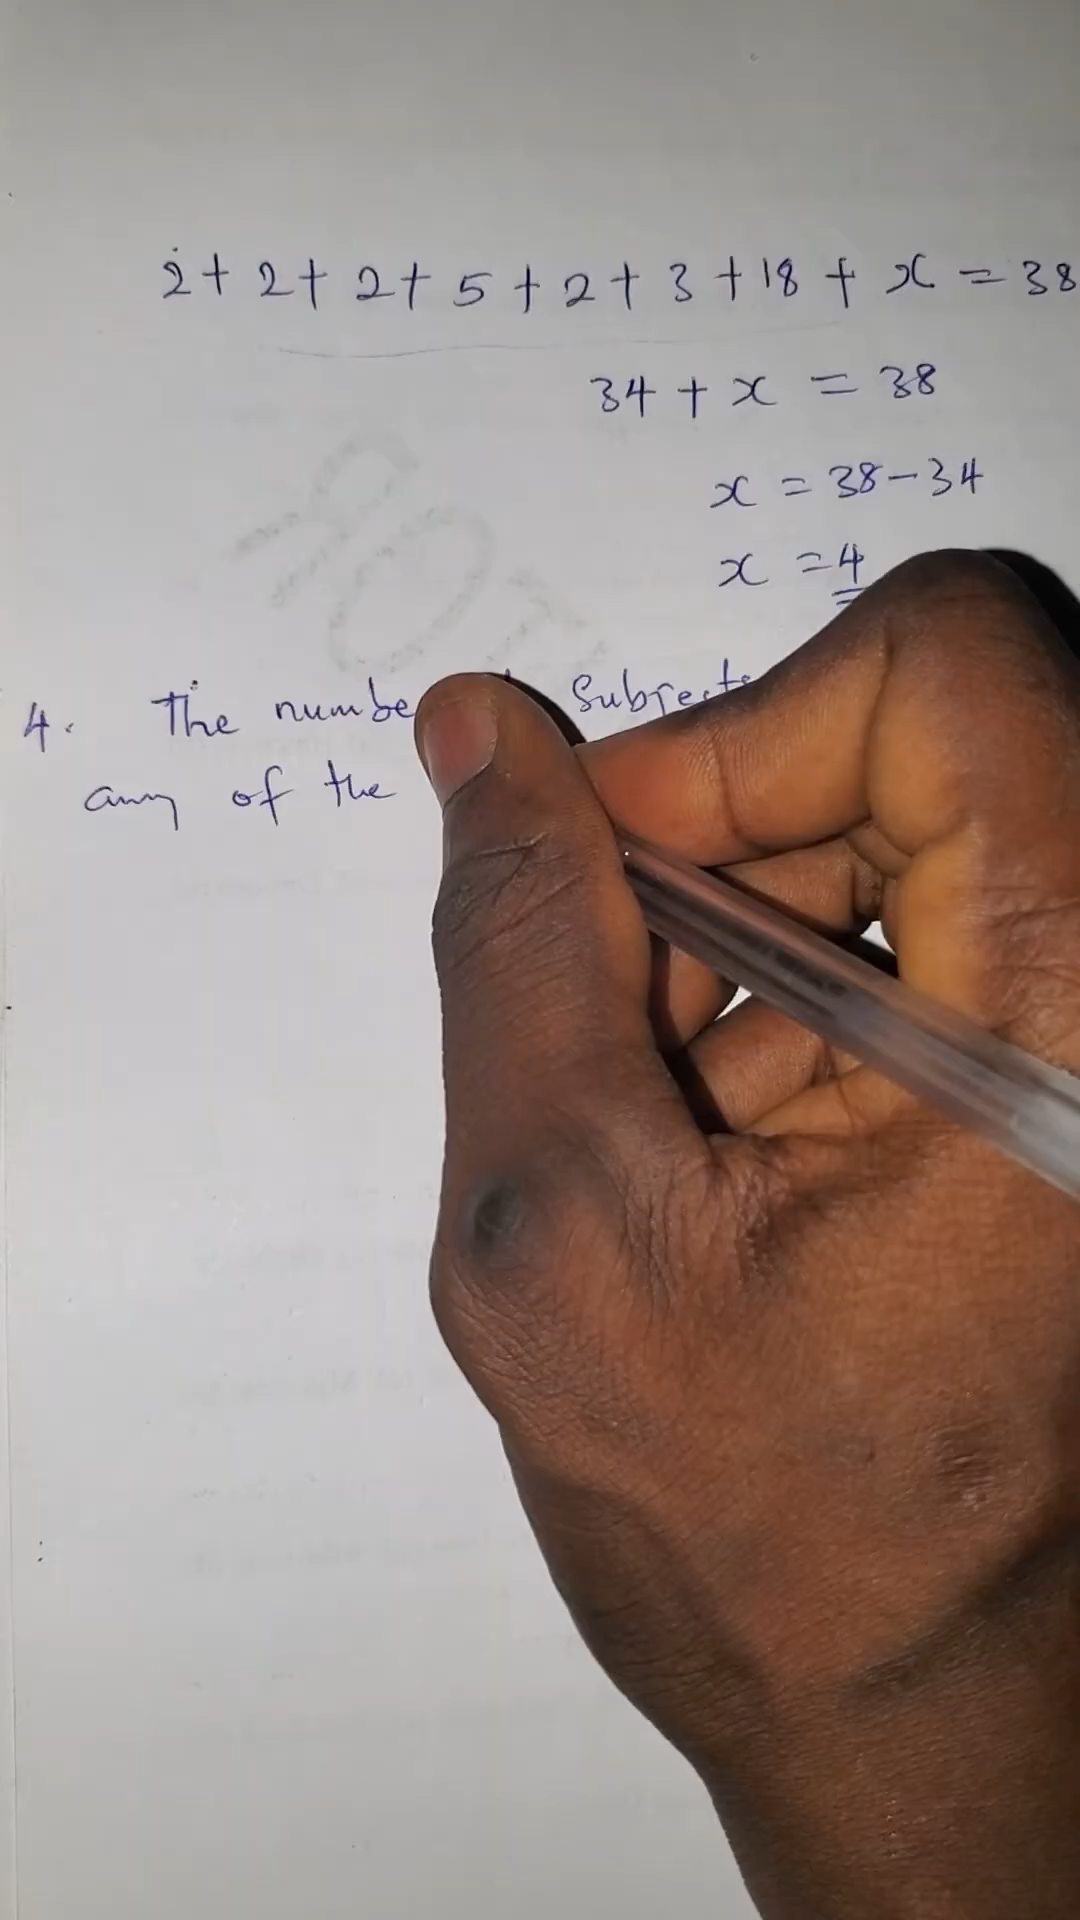 2 + 2 + 2 + 5 + 2 + 3 + 18 + x = 38
34 + x = 38
x = 38 - 34
x = 4
4. The numbe Subjects
any of the